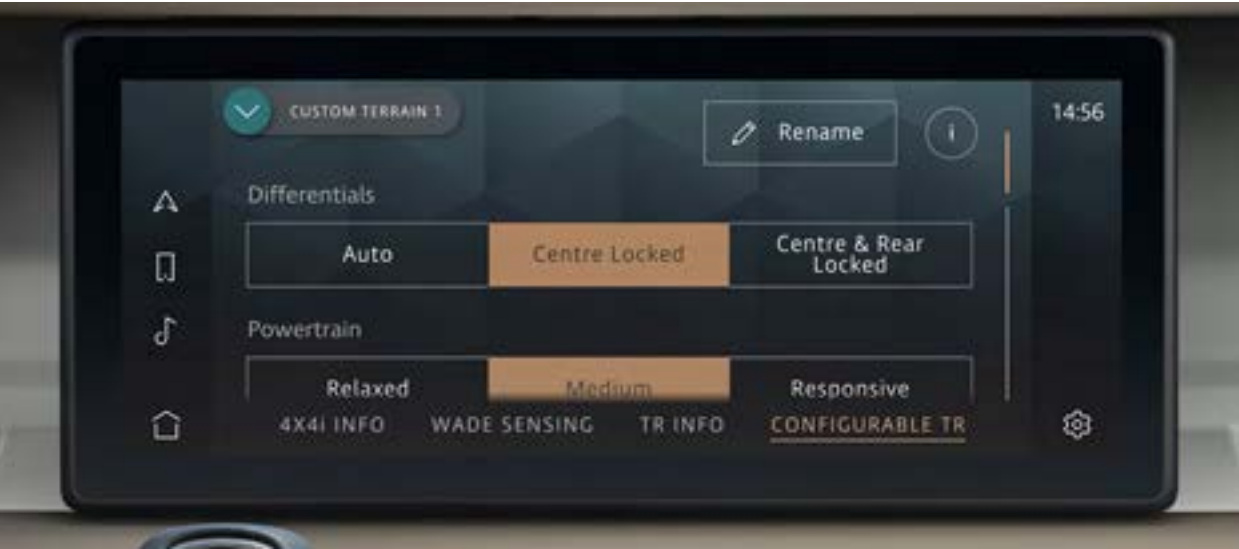 CUSTOM TERRAIN 1
Rename
i
14:56
Differentials
Auto
Centre Locked
Centre & Rear
Locked
Powertrain
Relaxed
Medium
Responsive
4X4i INFO
WADE SENSING
TR INFO
CONFIGURABLE TR